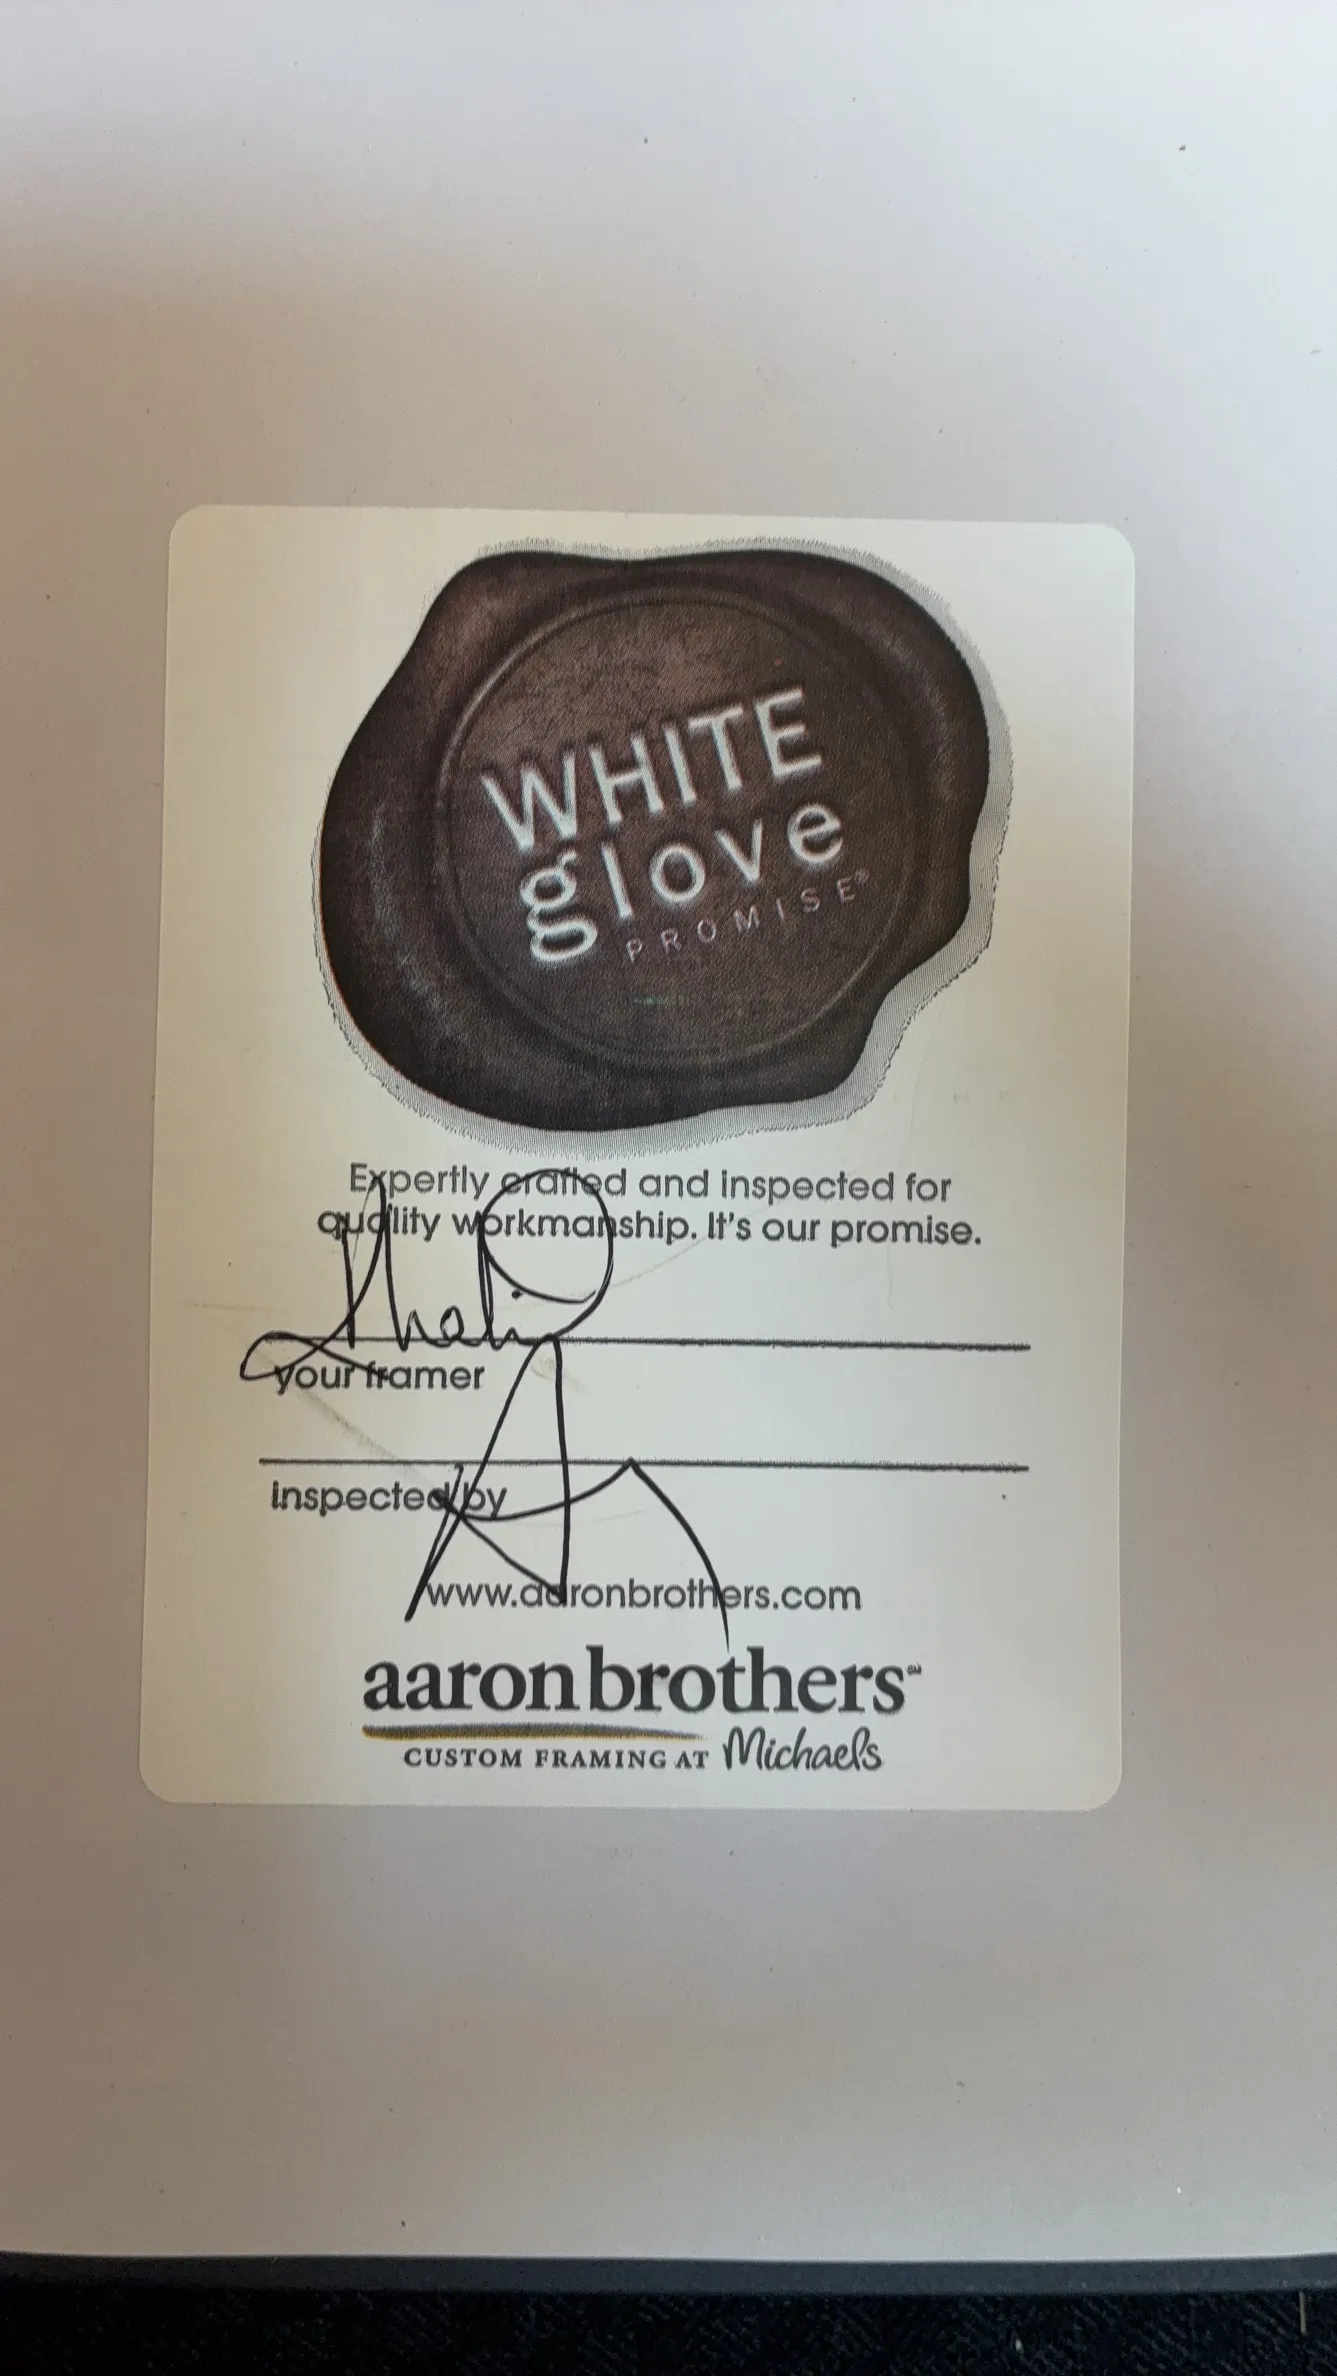 WHITE
glove
PROMISE®
Expertly crafted and inspected for
quality workmanship. It's our promise.
your framer
inspected by
www.aaronbrothers.com
aaronbrothers℠
CUSTOM FRAMING AT Michaels